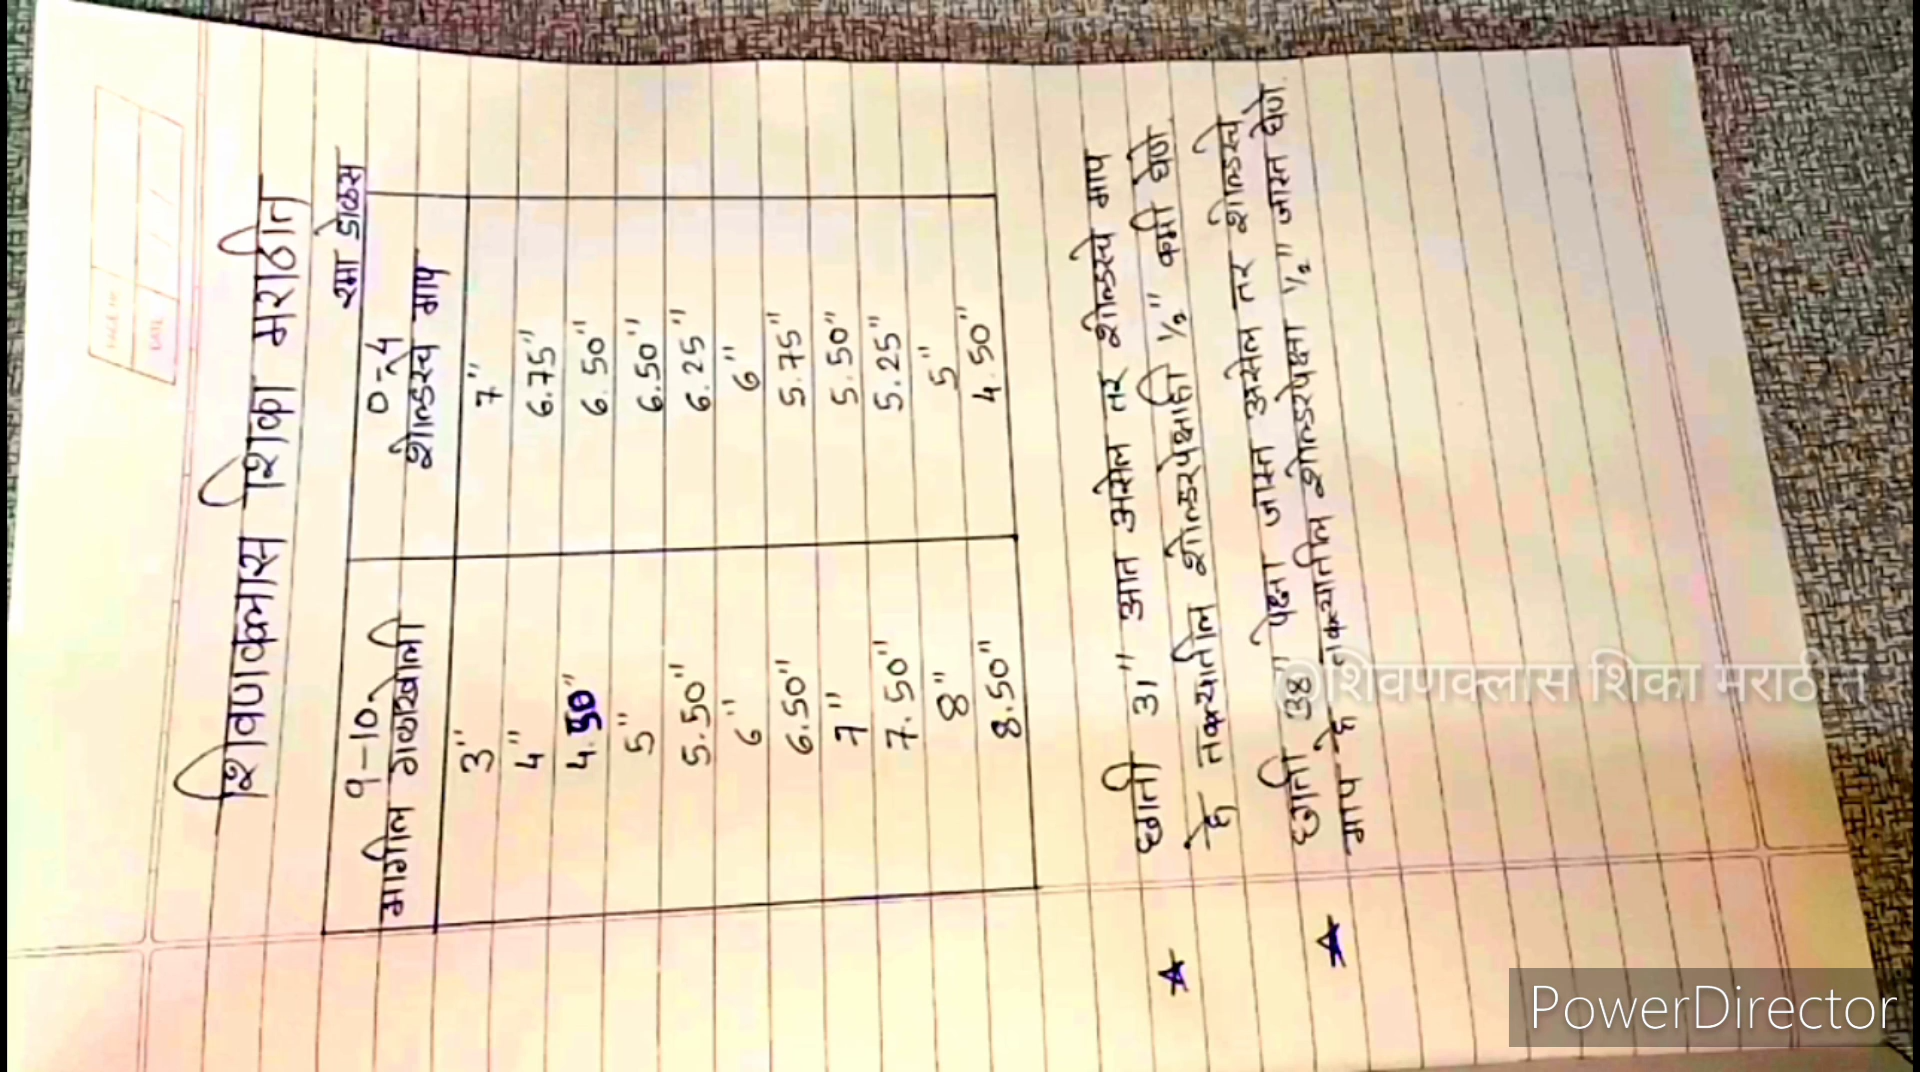 शिवणक्लास शिका मराठीत
रमा डोळस
9-10 0-4
मागील गळाखोली शोल्डरचे माप
3" 7"
4" 6.75"
4.50" 6.50"
5" 6.50"
5.50" 6.25"
6" 6"
6.50" 5.75"
7" 5.50"
7.50" 5.25"
8" 5"
8.50" 4.50"
★ छाती 31" आत असेल तर शोल्डरचे माप
हे तक्त्यातील शोल्डरपेक्षाही ½" कमी घेणे.
★ छाती 38" पेक्षा जास्त असेल तर शोल्डरचे
माप हे तक्त्यातील शोल्डरपेक्षा ½" जास्त घेणे.
@शिवणक्लास शिका मराठीत
PowerDirector